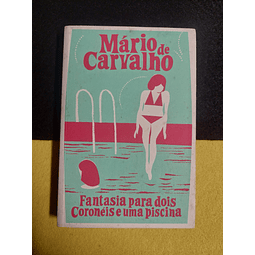 Mário de
Carvalho
Fantasia para dois
Coronéis e uma piscina